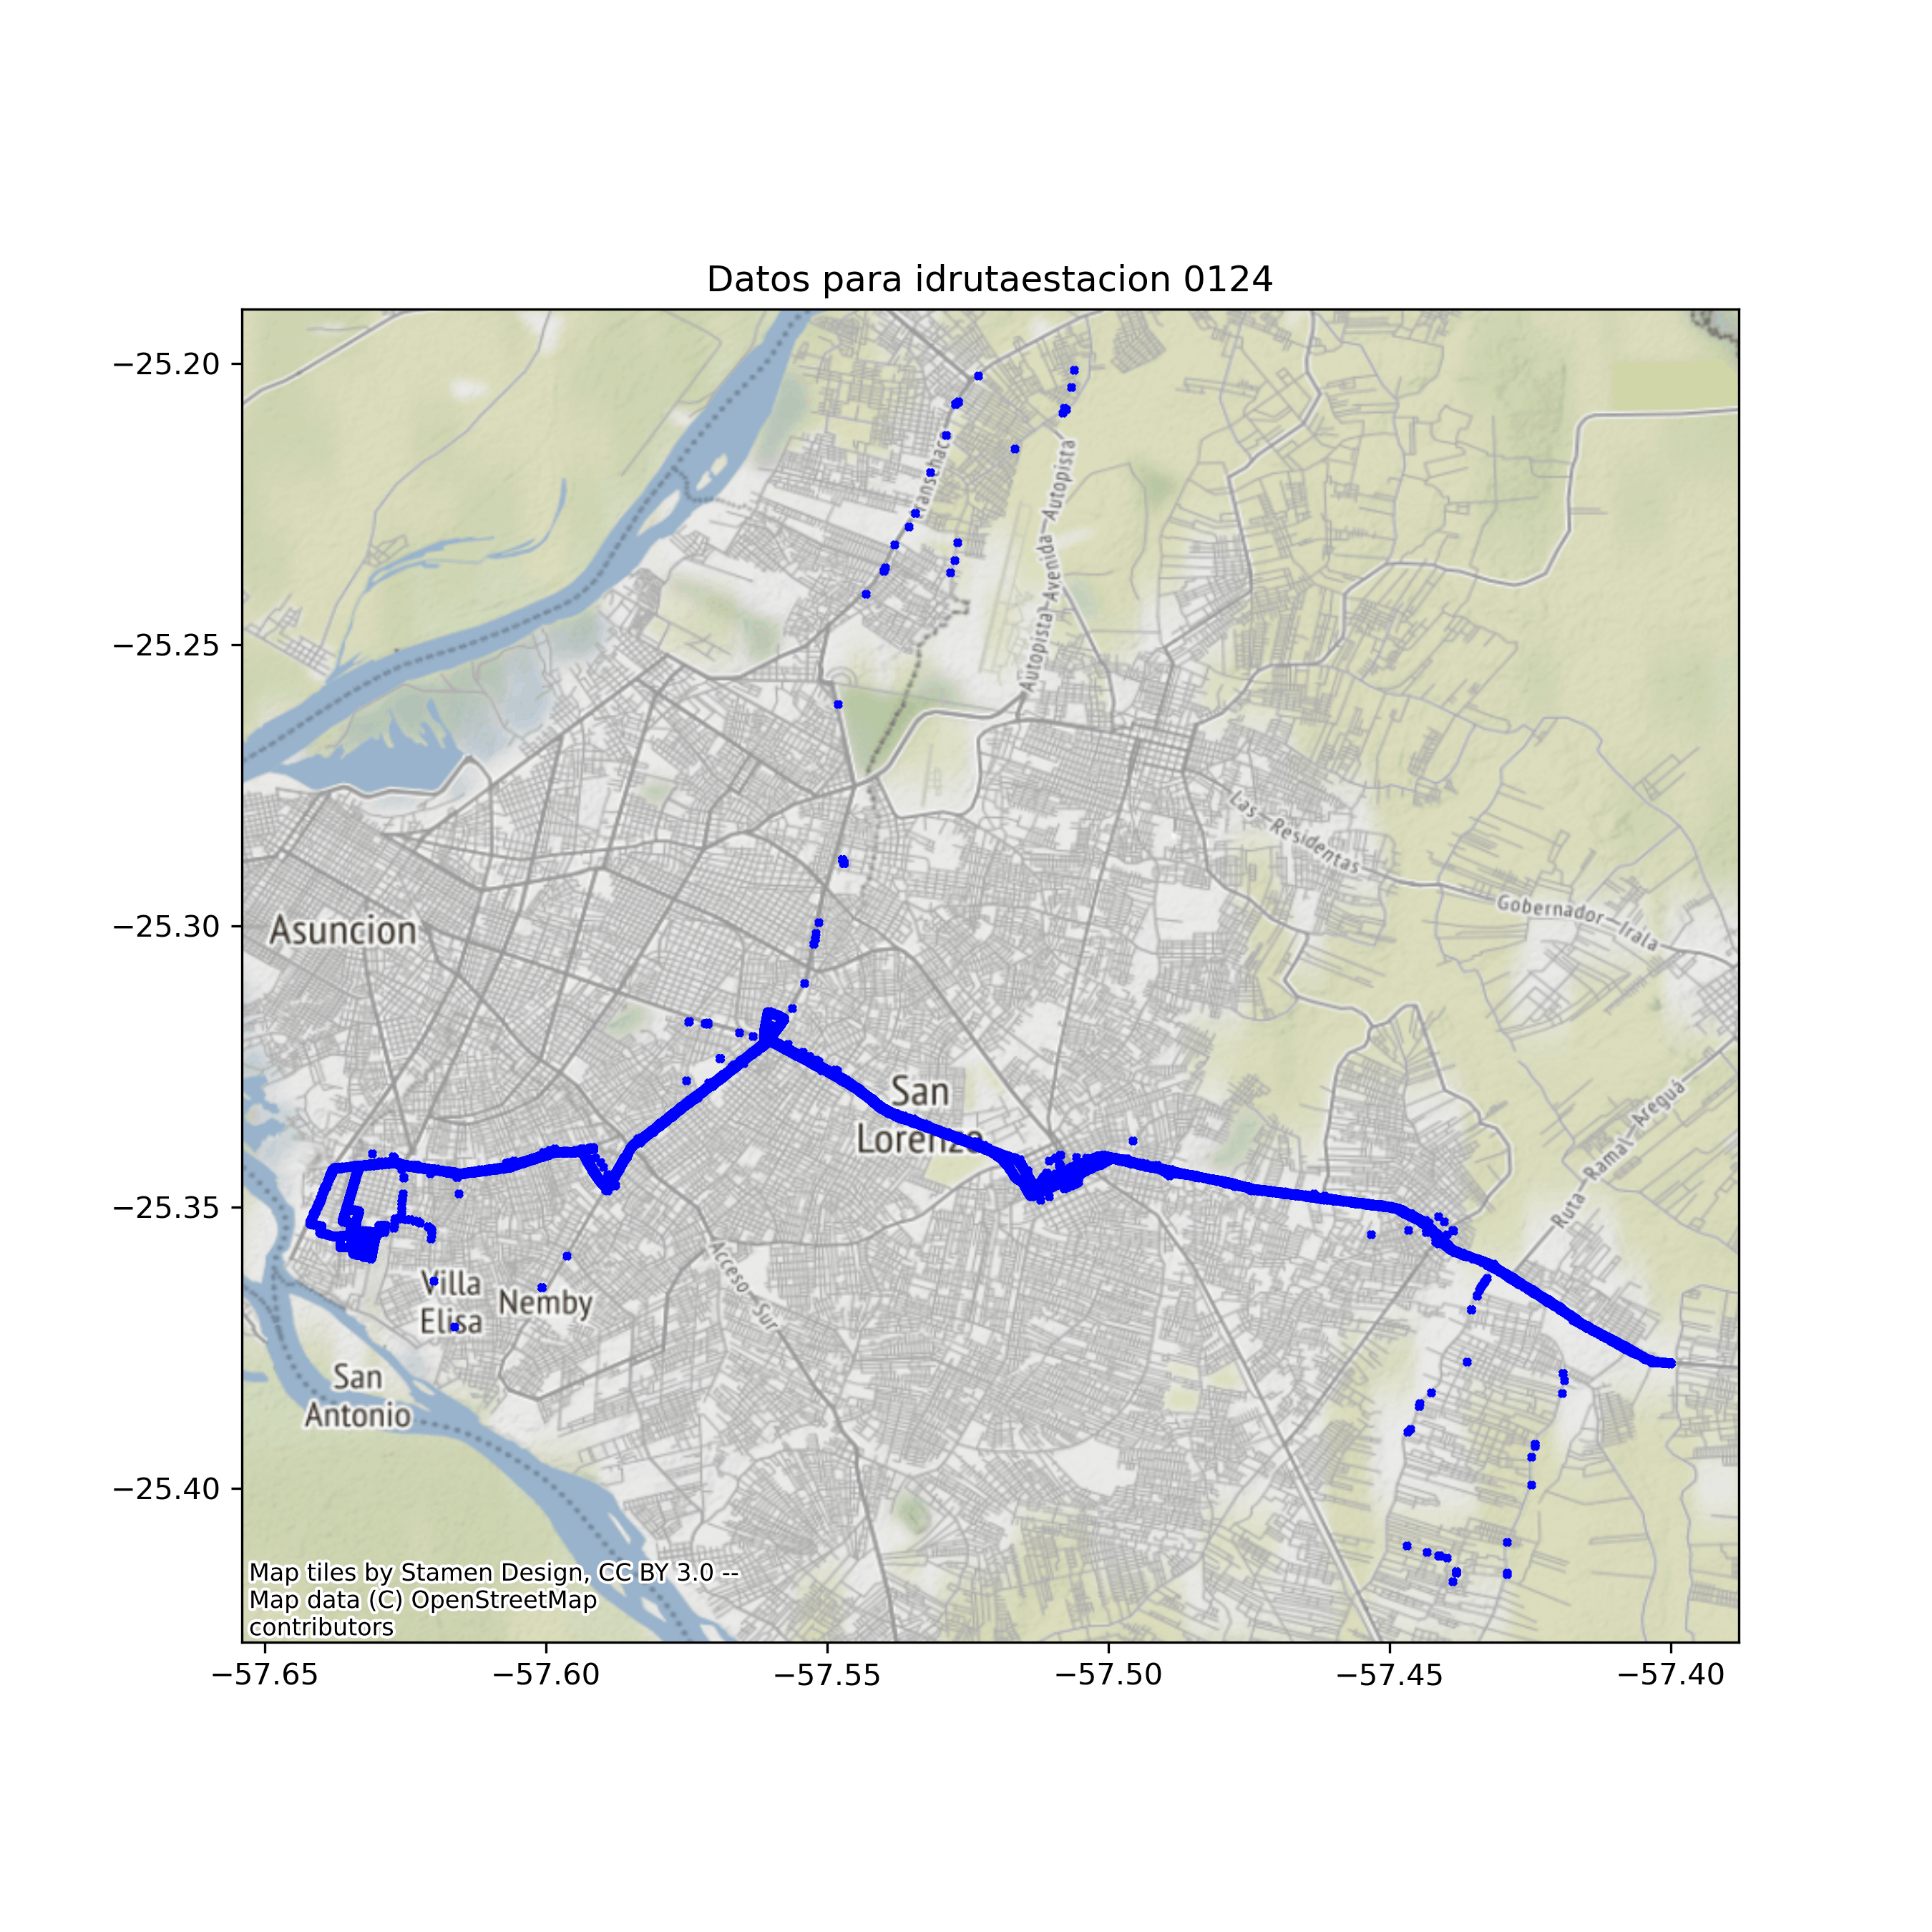 Datos para idrutaestacion 0124
−25.20
−25.25
−25.30
−25.35
−25.40
Autopista
Autopista-Avenida-Autopista
Las-Residentas
Gobernador-Irala
Asuncion
San
Lorenzo
Ruta-Ramal-Areguá
Acceso-Sur
Villa
Elisa
Nemby
San
Antonio
Map tiles by Stamen Design, CC BY 3.0 --
Map data (C) OpenStreetMap
contributors
−57.65
−57.60
−57.55
−57.50
−57.45
−57.40